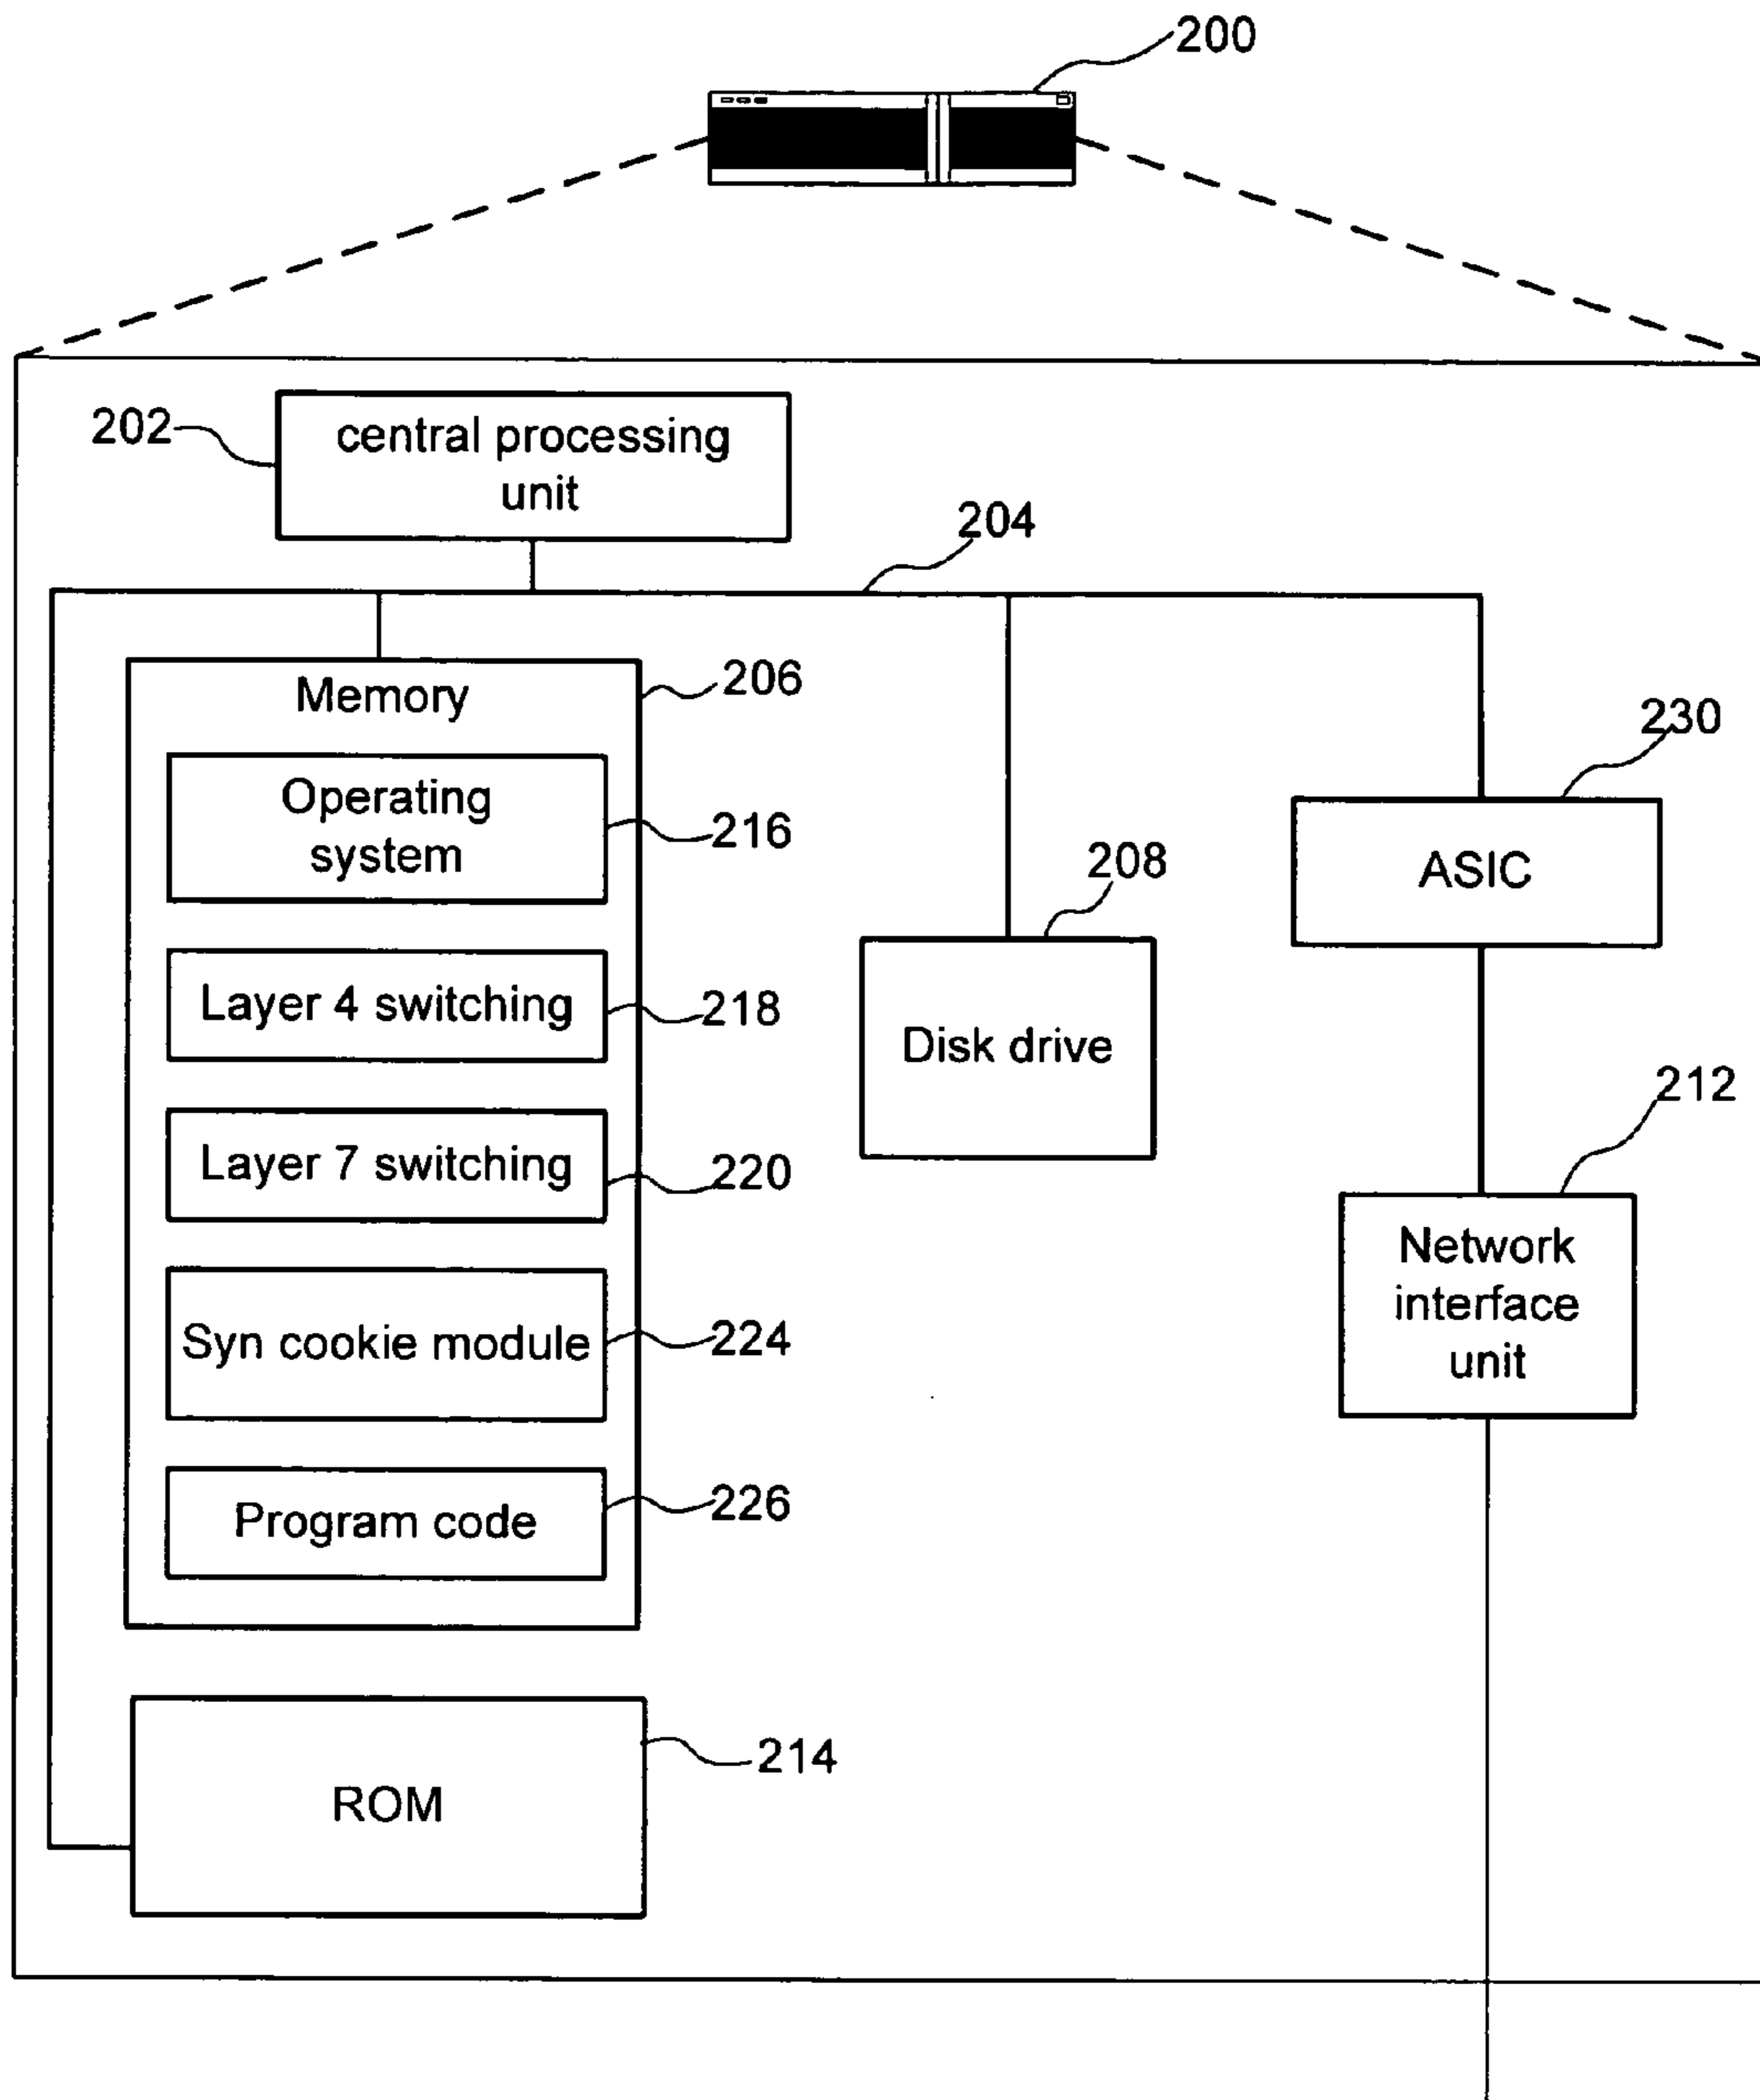 200
202
central processing
unit
204
Memory
206
230
Operating
system
216
208
ASIC
Layer 4 switching
218
Disk drive
212
Layer 7 switching
220
Network
interface
unit
Syn cookie module
224
Program code
226
214
ROM